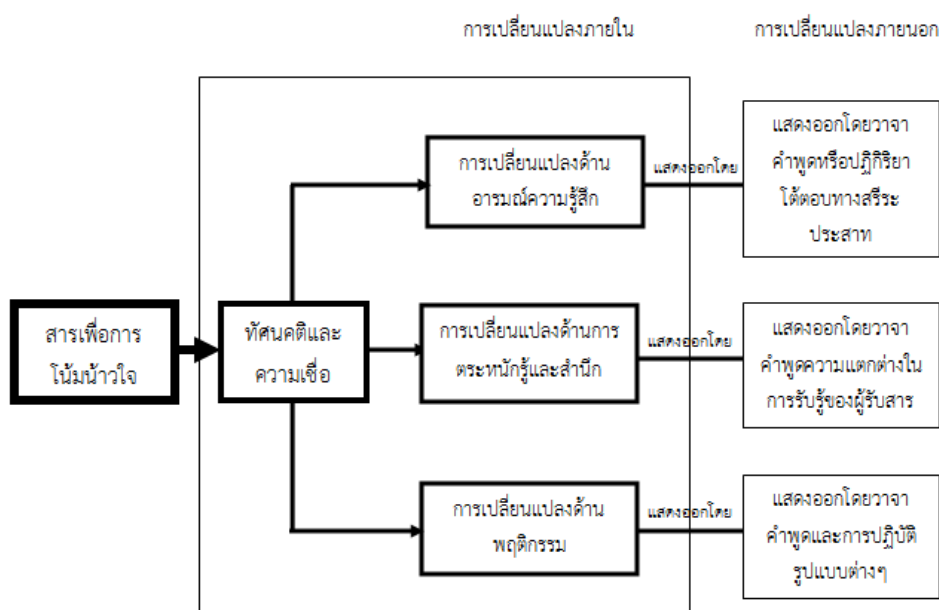 การเปลี่ยนแปลงภายใน
การเปลี่ยนแปลงภายนอก
สารเพื่อการ
โน้มน้าวใจ
ทัศนคติและ
ความเชื่อ
การเปลี่ยนแปลงด้าน
อารมณ์ความรู้สึก
แสดงออกโดย
แสดงออกโดยวาจา
คำพูดหรือปฏิกิริยา
โต้ตอบทางสรีระ
ประสาท
การเปลี่ยนแปลงด้านการ
ตระหนักรู้และสำนึก
แสดงออกโดย
แสดงออกโดยวาจา
คำพูดความแตกต่างใน
การรับรู้ของผู้รับสาร
การเปลี่ยนแปลงด้าน
พฤติกรรม
แสดงออกโดย
แสดงออกโดยวาจา
คำพูดและการปฏิบัติ
รูปแบบต่างๆ